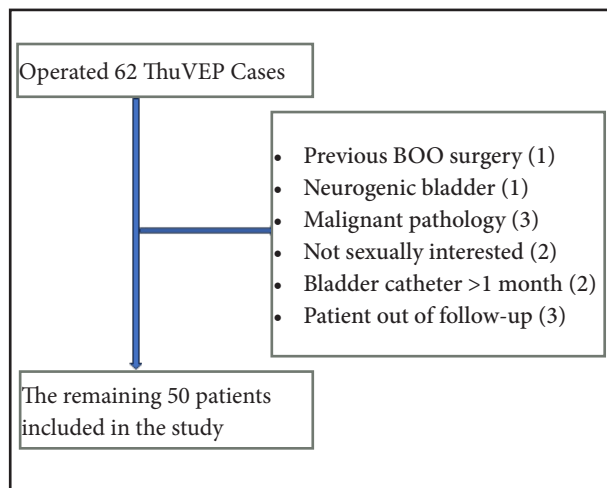 Operated 62 ThuVEP Cases
• Previous BOO surgery (1)
• Neurogenic bladder (1)
• Malignant pathology (3)
• Not sexually interested (2)
• Bladder catheter >1 month (2)
• Patient out of follow-up (3)
The remaining 50 patients
included in the study